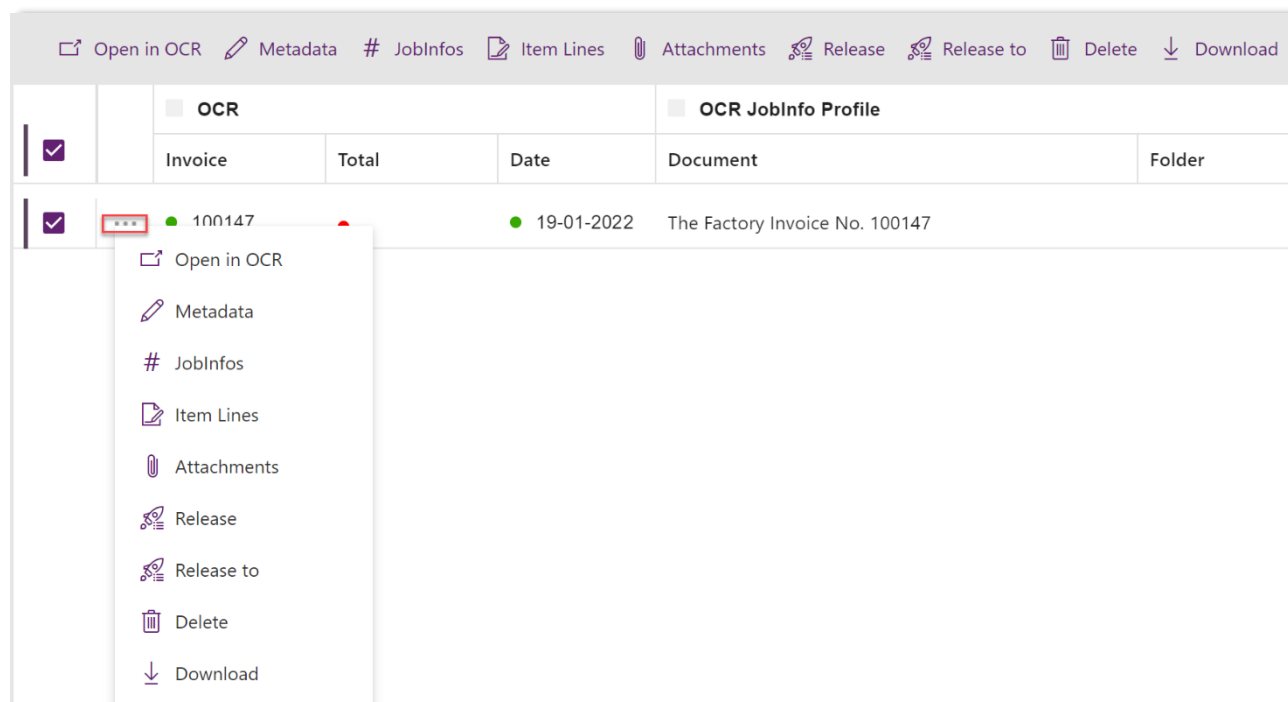 Open in OCR Metadata # JobInfos Item Lines Attachments Release Release to Delete Download
OCR OCR JobInfo Profile
Invoice Total Date Document Folder
100147 19-01-2022 The Factory Invoice No. 100147
Open in OCR
Metadata
# JobInfos
Item Lines
Attachments
Release
Release to
Delete
Download